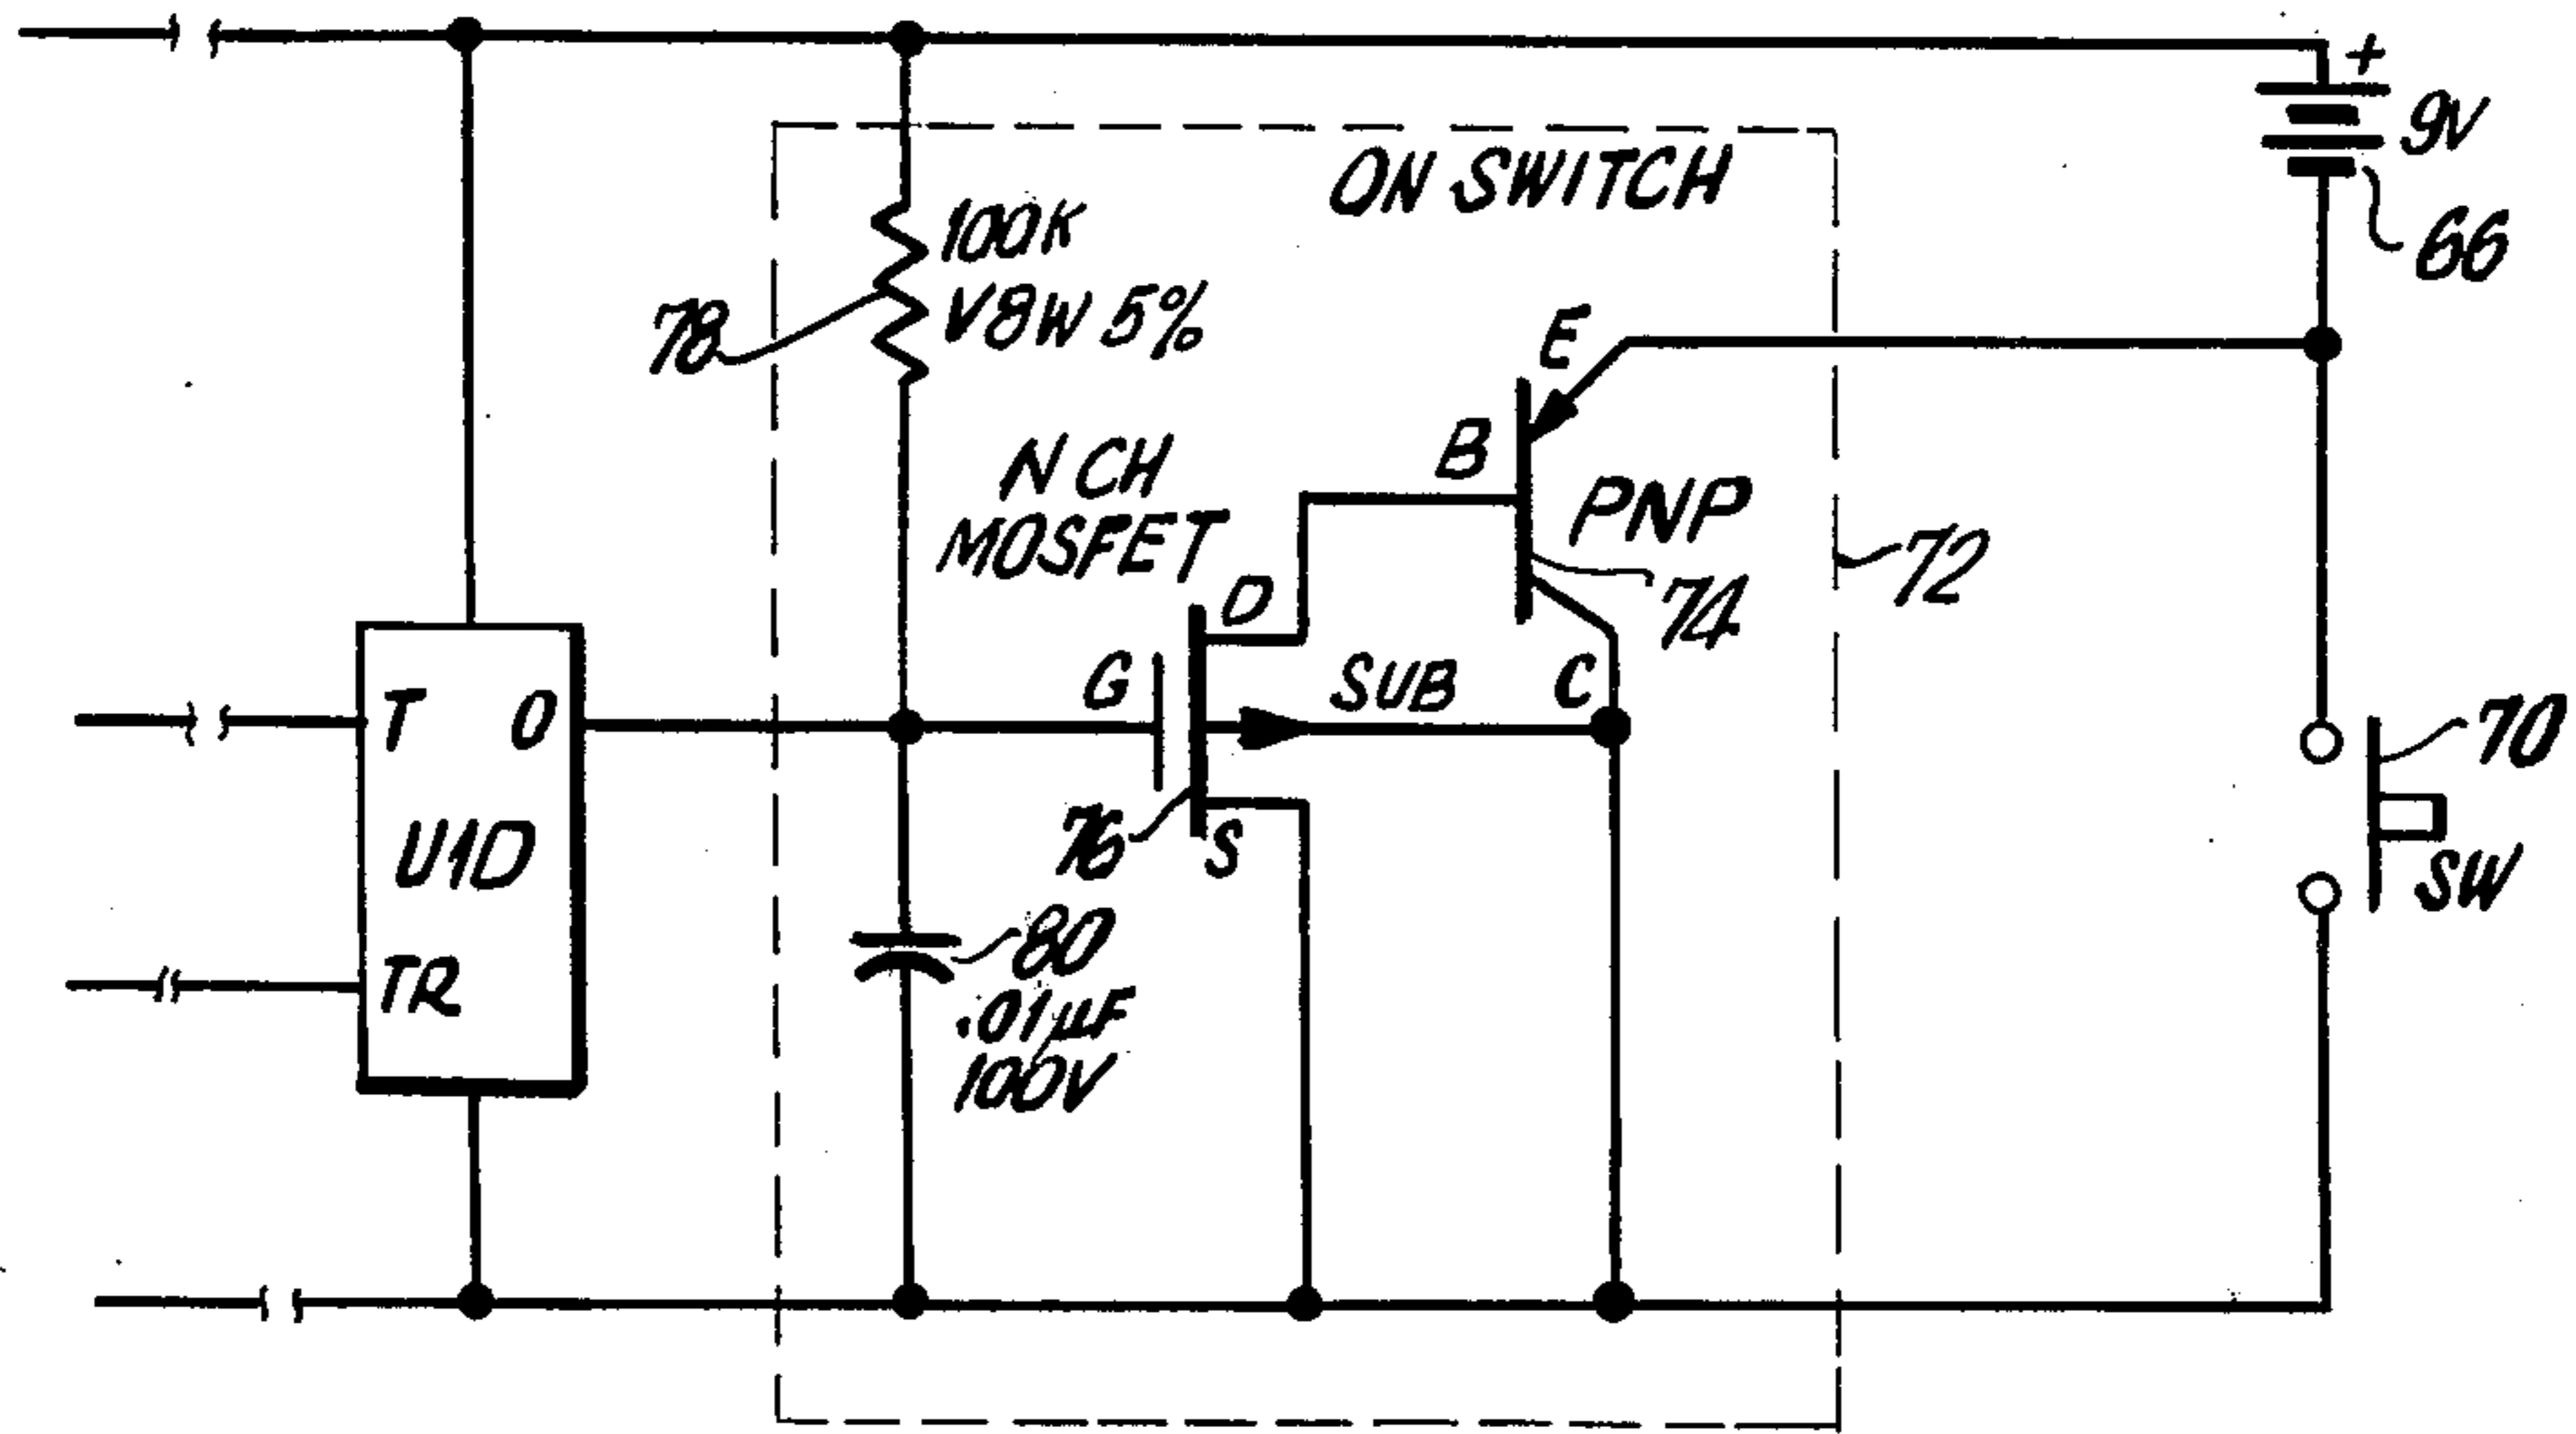 +
9V
66
ON SWITCH
100K
V8W 5%
78
E
B
N CH
MOSFET
PNP
74
72
D
G
SUB
C
T
O
U1D
TR
76
S
80
.01µF
100V
70
SW